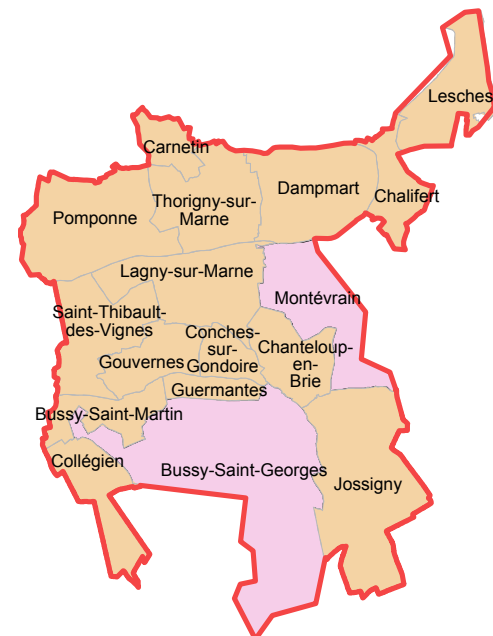 Lesches
Carnetin
Dampmart
Chalifert
Thorigny-sur-
Marne
Pomponne
Lagny-sur-Marne
Montévrain
Saint-Thibault-
des-Vignes
Conches-
sur-
Gondoire
Chanteloup-
en-
Brie
Gouvernes
Guermantes
Bussy-Saint-Martin
Collégien
Bussy-Saint-Georges
Jossigny